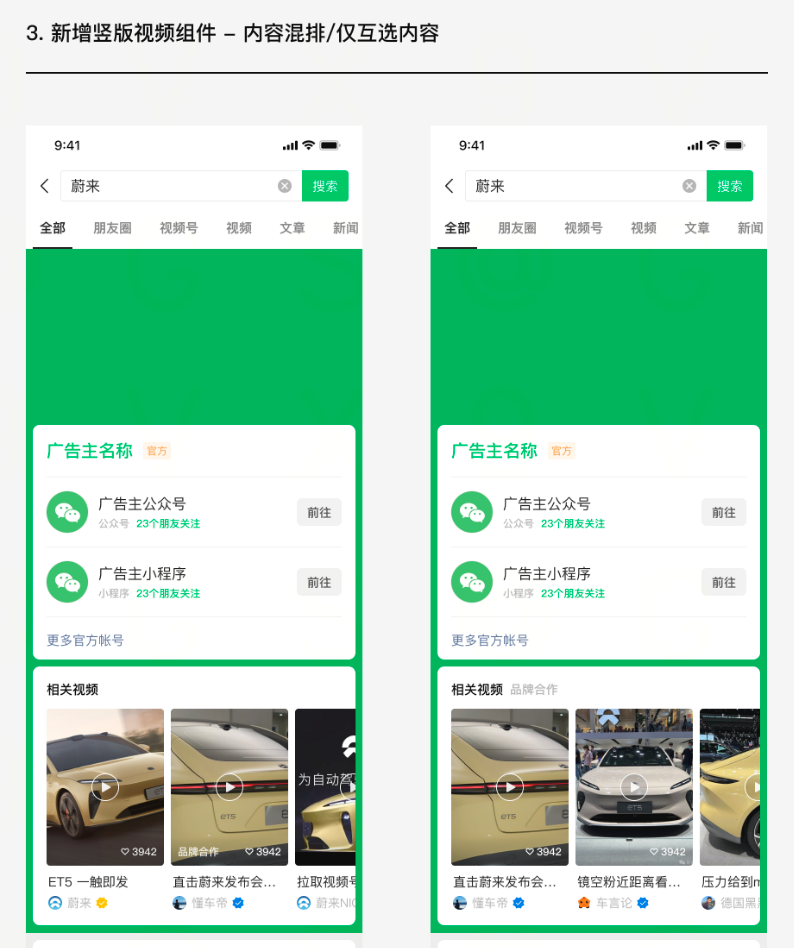 3. 新增竖版视频组件 – 内容混排/仅互选内容
9:41
蔚来
搜索
全部 朋友圈 视频号 视频 文章 新闻
广告主名称 官方
广告主公众号
公众号 23个朋友关注
前往
广告主小程序
小程序 23个朋友关注
前往
更多官方帐号
相关视频
3942
品牌合作 3942
为自动驾
ET5
ET5 一触即发
直击蔚来发布会...
拉取视频号
蔚来
懂车帝
蔚来NIO
9:41
蔚来
搜索
全部 朋友圈 视频号 视频 文章 新闻
广告主名称 官方
广告主公众号
公众号 23个朋友关注
前往
广告主小程序
小程序 23个朋友关注
前往
更多官方帐号
相关视频 品牌合作
ET5
3942
ET5
3942
直击蔚来发布会...
镜空粉近距离看...
压力给到m
懂车帝
车言论
德国黑